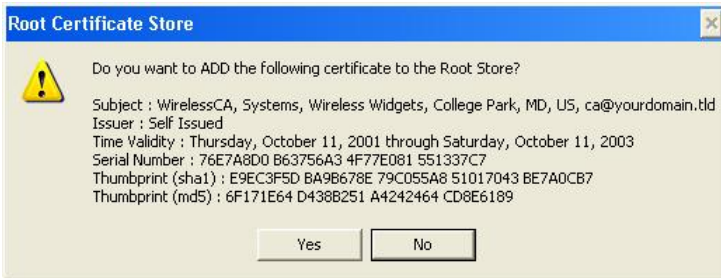 Root Certificate Store
Do you want to ADD the following certificate to the Root Store?
Subject : WirelessCA, Systems, Wireless Widgets, College Park, MD, US, ca@yourdomain.tld
Issuer : Self Issued
Time Validity : Thursday, October 11, 2001 through Saturday, October 11, 2003
Serial Number : 76E7A8D0 B63756A3 4F77E081 551337C7
Thumbprint (sha1) : E9EC3F5D BA9B678E 79C055A8 51017043 BE7A0CB7
Thumbprint (md5) : 6F171E64 D438B251 A4242464 CD8E6189
Yes No